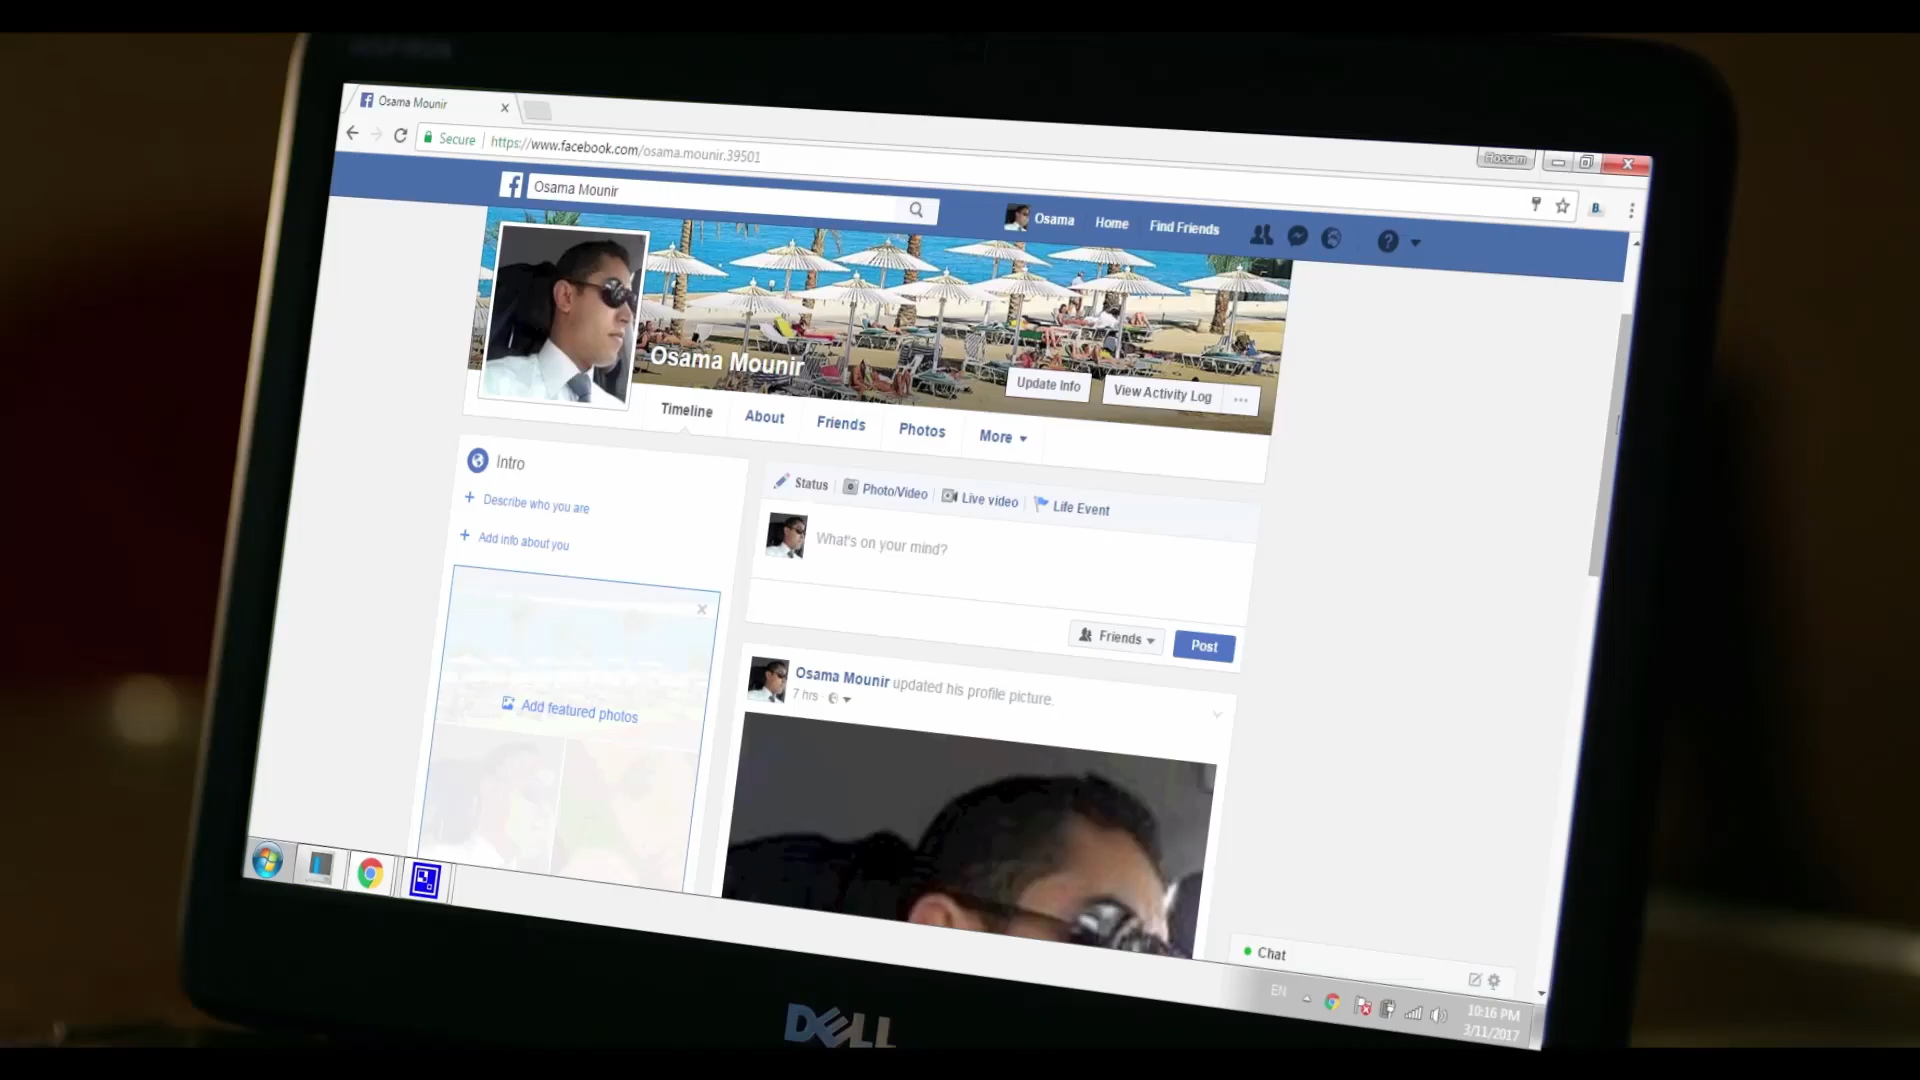 Osama Mounir
Secure https://www.facebook.com/osama.mounir.39501
Hossam
Osama Mounir
Osama Home Find Friends
Osama Mounir
Update Info View Activity Log
Timeline About Friends Photos More
Intro
Describe who you are
Add info about you
Add featured photos
Status Photo/Video Live video Life Event
What's on your mind?
Friends Post
Osama Mounir updated his profile picture.
7 hrs
Chat
EN
10:16 PM
3/11/2017
DELL